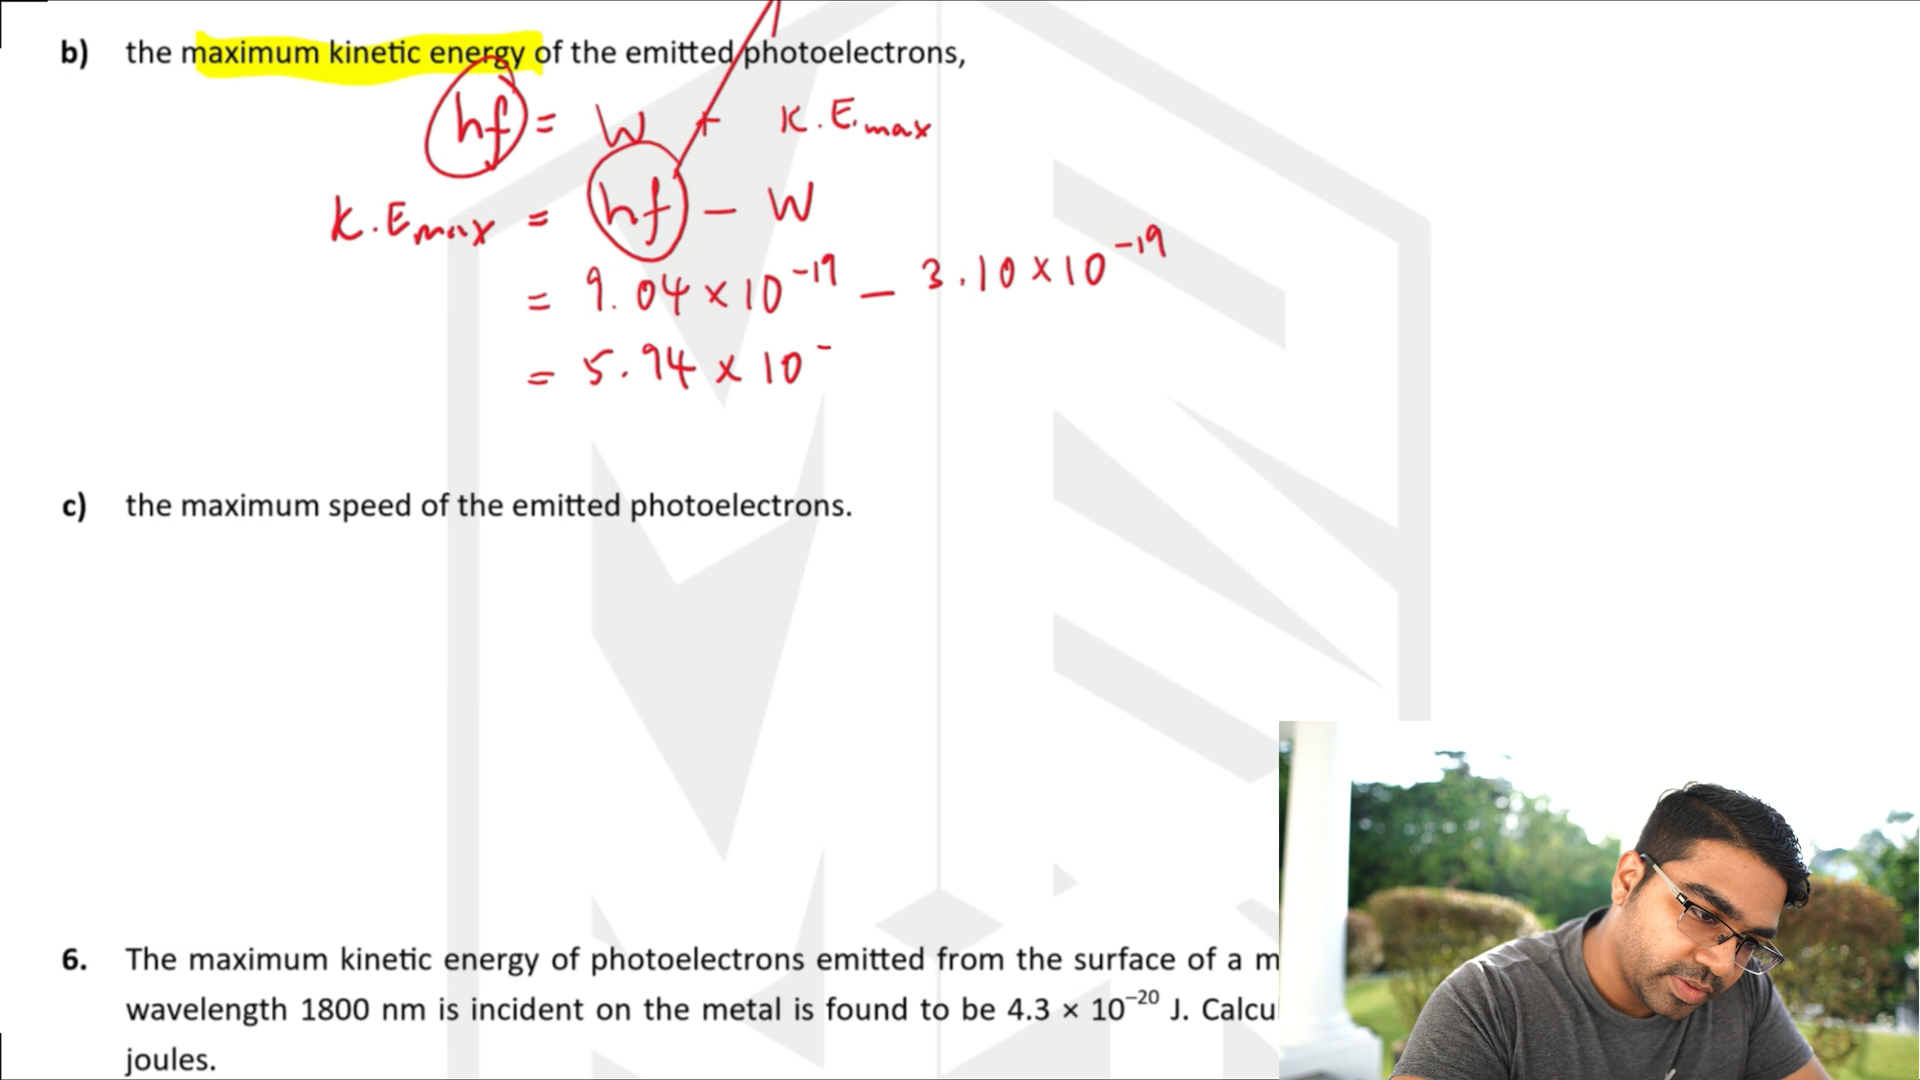 b) the maximum kinetic energy of the emitted photoelectrons,
hf = W + K.E.max
K.Emax = hf - W
= 9.04 × 10⁻¹⁹ - 3.10 × 10⁻¹⁹
= 5.94 × 10⁻
c) the maximum speed of the emitted photoelectrons.
6. The maximum kinetic energy of photoelectrons emitted from the surface of a m
wavelength 1800 nm is incident on the metal is found to be 4.3 × 10⁻²⁰ J. Calcu
joules.